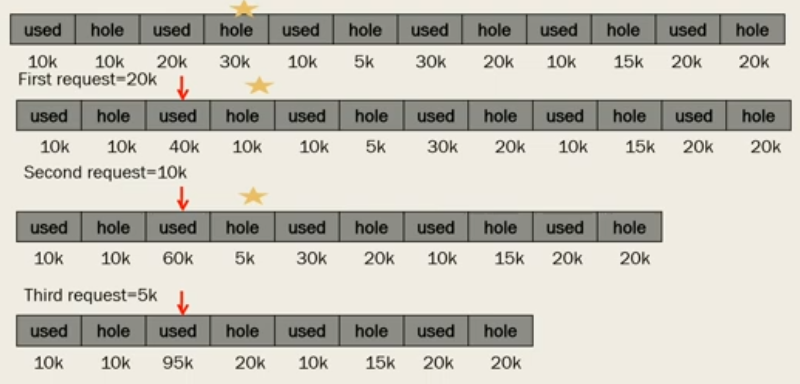 used hole used hole used hole used hole used hole used hole
10k 10k 20k 30k 10k 5k 30k 20k 10k 15k 20k 20k
First request=20k
used hole used hole used hole used hole used hole used hole
10k 10k 40k 10k 10k 5k 30k 20k 10k 15k 20k 20k
Second request=10k
used hole used hole used hole used hole used hole
10k 10k 60k 5k 30k 20k 10k 15k 20k 20k
Third request=5k
used hole used hole used hole used hole
10k 10k 95k 20k 10k 15k 20k 20k